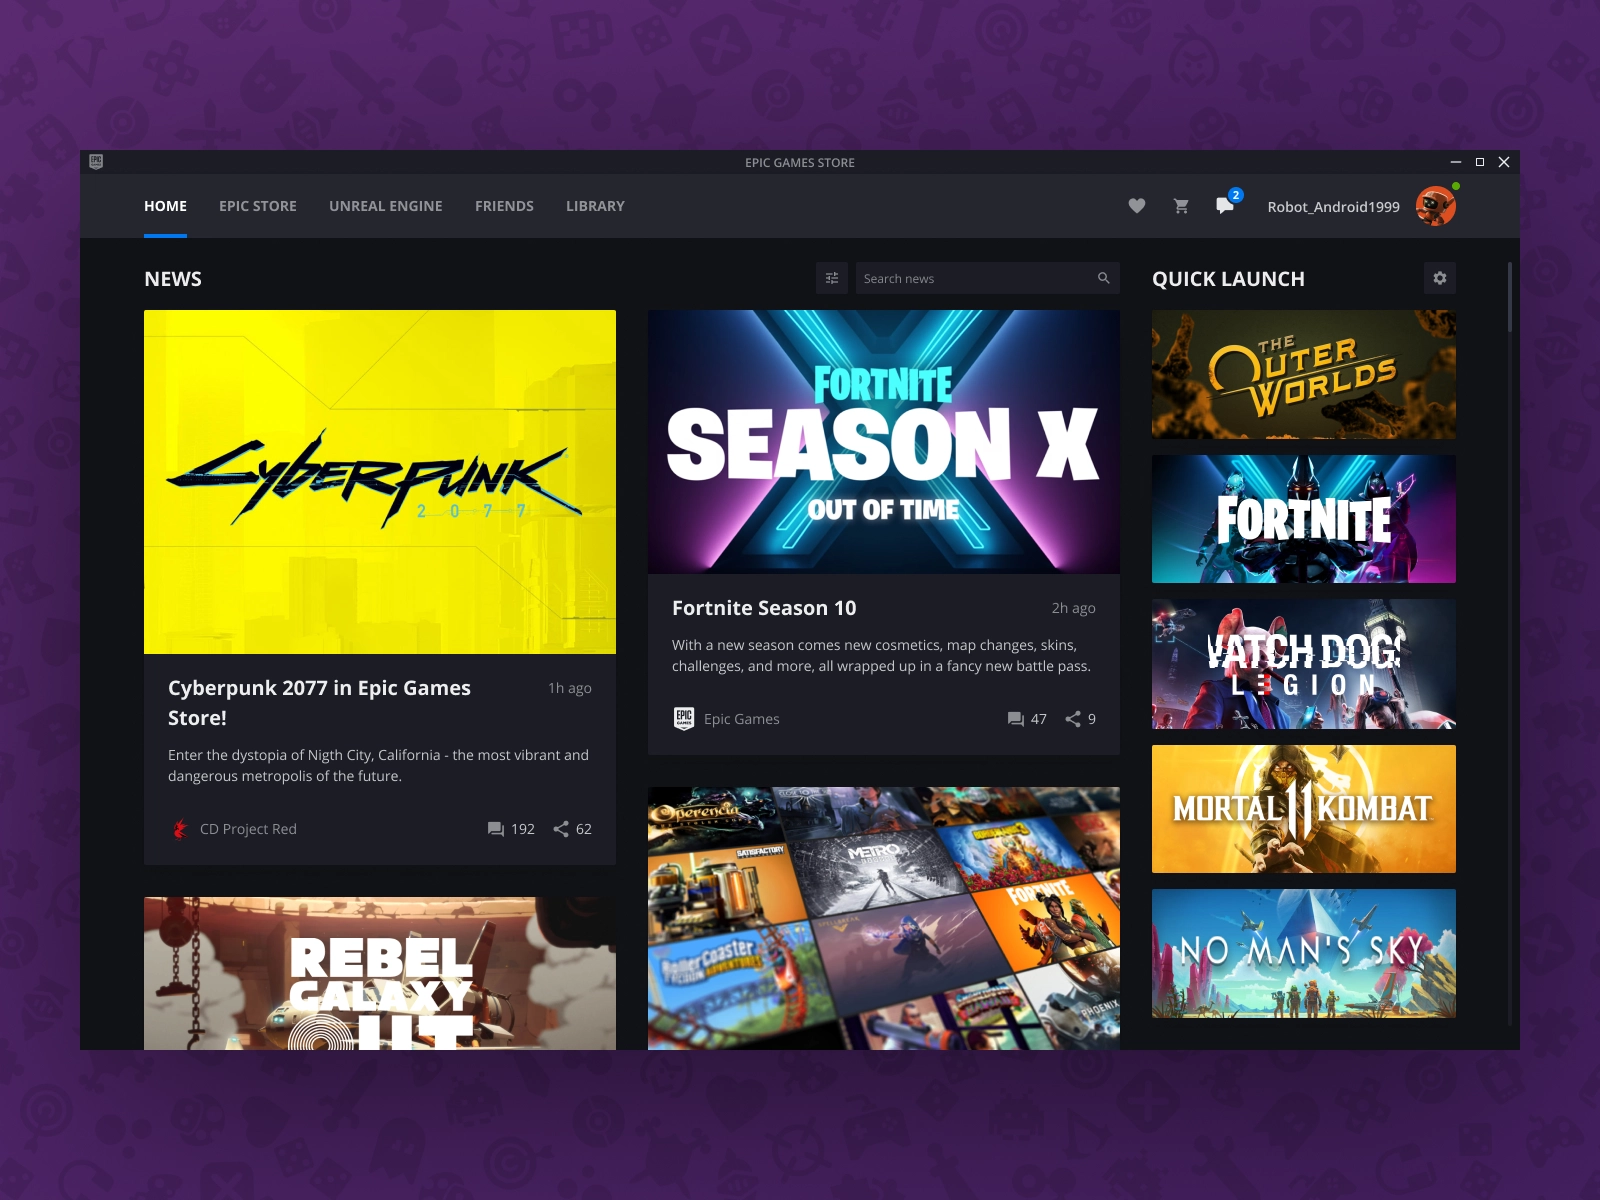 EPIC GAMES STORE
HOME
EPIC STORE
UNREAL ENGINE
FRIENDS
LIBRARY
2
Robot_Android1999
NEWS
Search news
QUICK LAUNCH
CYBERPUNK
2077
Cyberpunk 2077 in Epic Games
Store!
1h ago
Enter the dystopia of Nigth City, California - the most vibrant and
dangerous metropolis of the future.
CD Project Red
192
62
REBEL
GALAXY
OUT
FORTNITE
SEASON X
OUT OF TIME
Fortnite Season 10
2h ago
With a new season comes new cosmetics, map changes, skins,
challenges, and more, all wrapped up in a fancy new battle pass.
EPIC
GAMES
Epic Games
47
9
Operencia
SATISFACTORY
METRO
BORDERLANDS 3
FORTNITE
RollerCoaster
TYCOON ADVENTURES
PHOENIX
THE
OUTER
WORLDS
FORTNITE
WATCH DOGS
LEGION
MORTAL 11 KOMBAT
NO MAN'S SKY